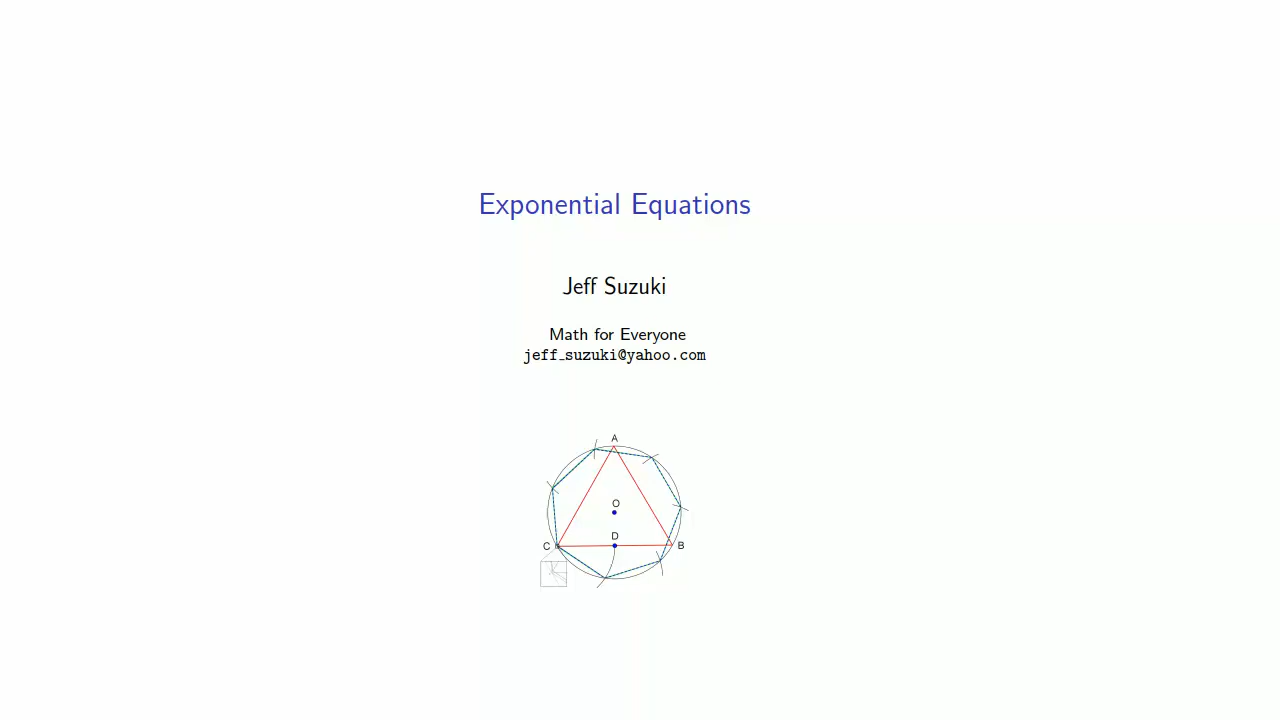 Exponential Equations
Jeff Suzuki
Math for Everyone
jeff_suzuki@yahoo.com
A
O
D
C
B